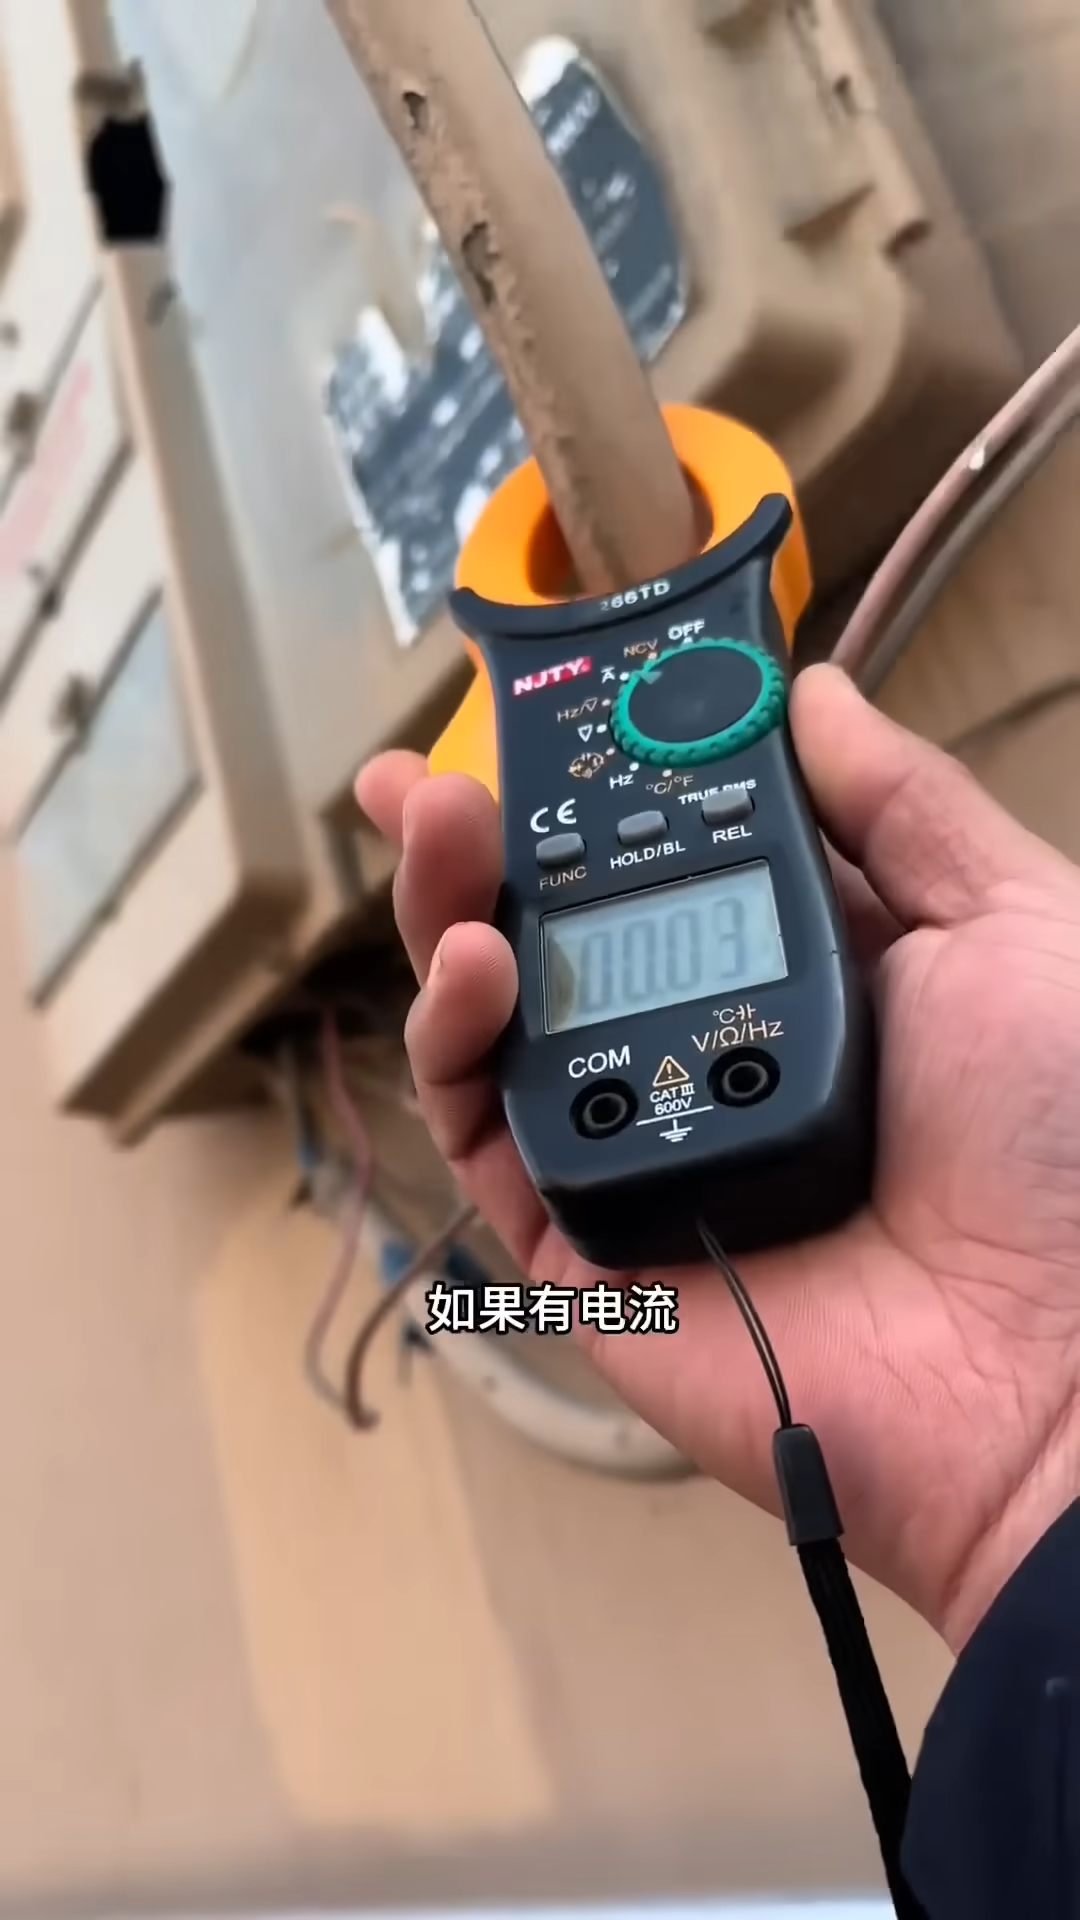 266TD
OFF
NCV
NJTY
A
Hz/V
V
Hz
°C/°F
TRUE RMS
CE
FUNC
HOLD/BL
REL
00.03
°C
COM
V/Ω/Hz
CAT III
600V
如果有电流